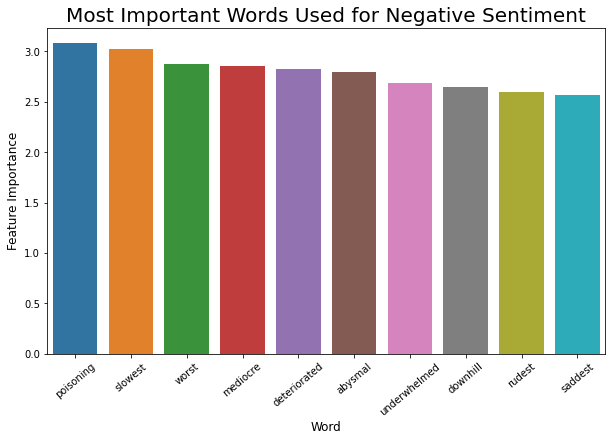 Most Important Words Used for Negative Sentiment
3.0
2.5
2.0
1.5
1.0
0.5
0.0
Feature Importance
poisoning
slowest
worst
mediocre
deteriorated
abysmal
underwhelmed
downhill
rudest
saddest
Word